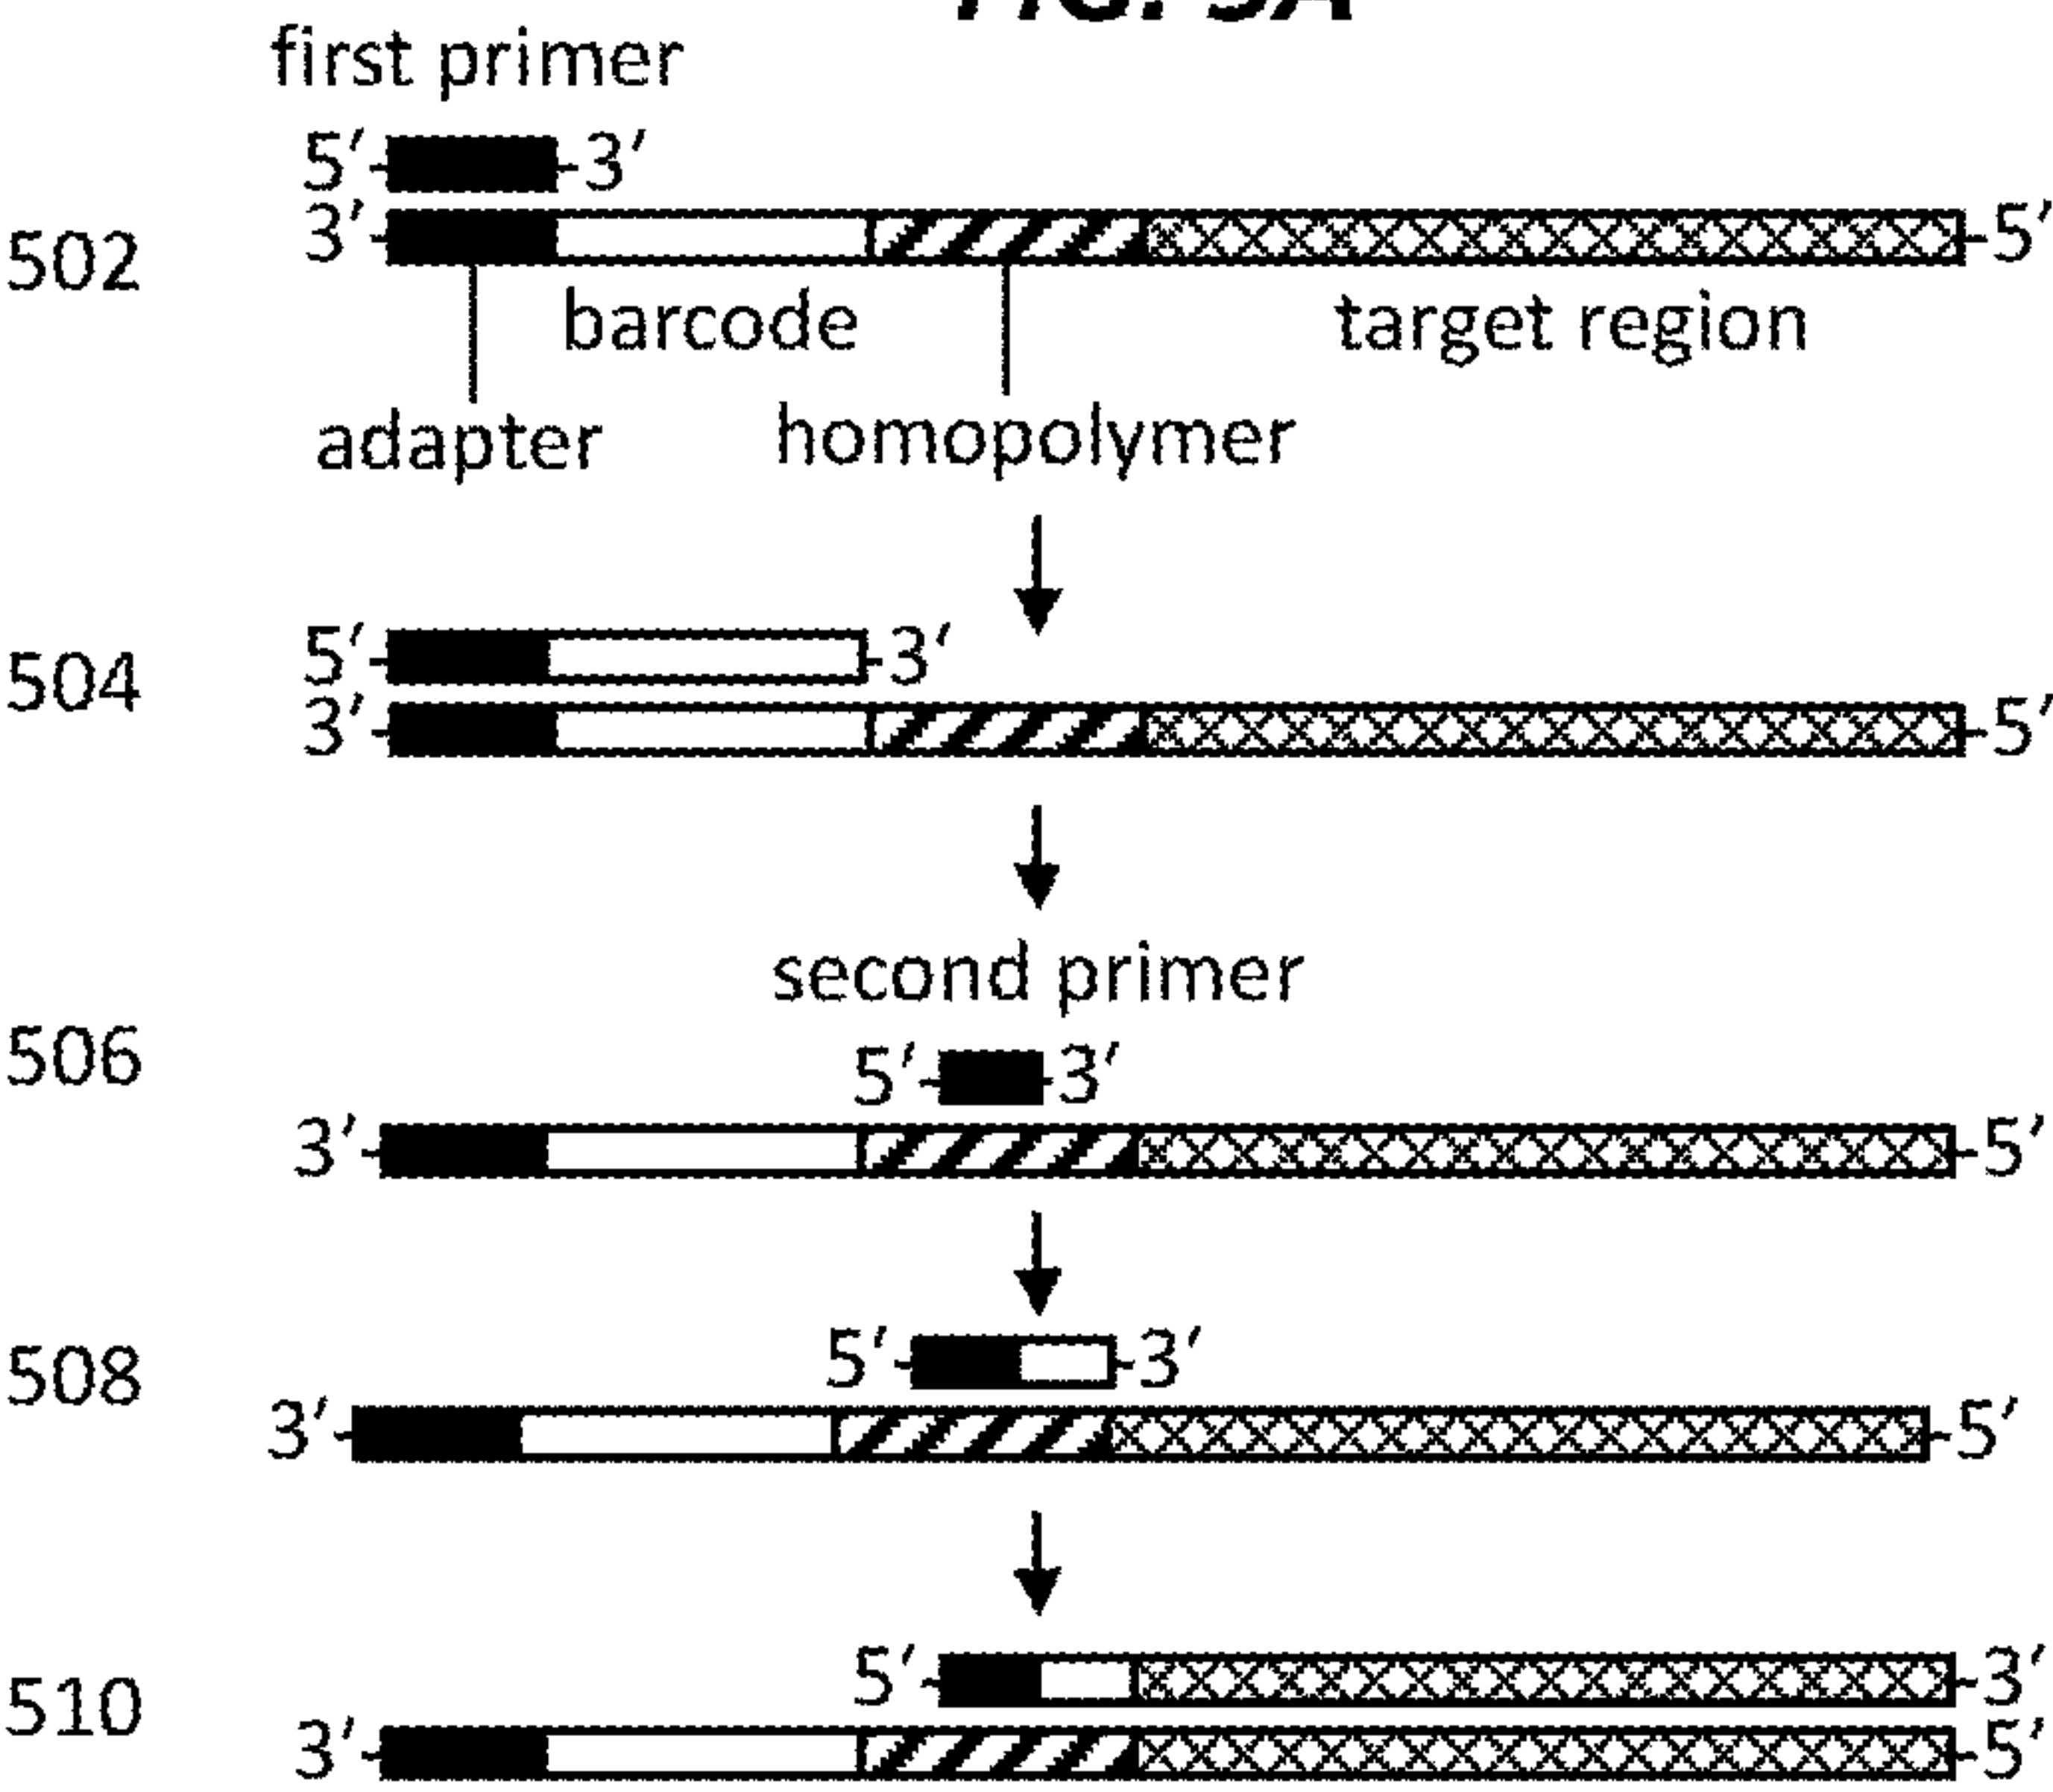 first primer
5′ 3′
502 3′ 5′
barcode target region
adapter homopolymer
5′ 3′
504 3′ 5′
second primer
506 5′ 3′
3′ 5′
508 5′ 3′
3′ 5′
5′ 3′
510 3′ 5′